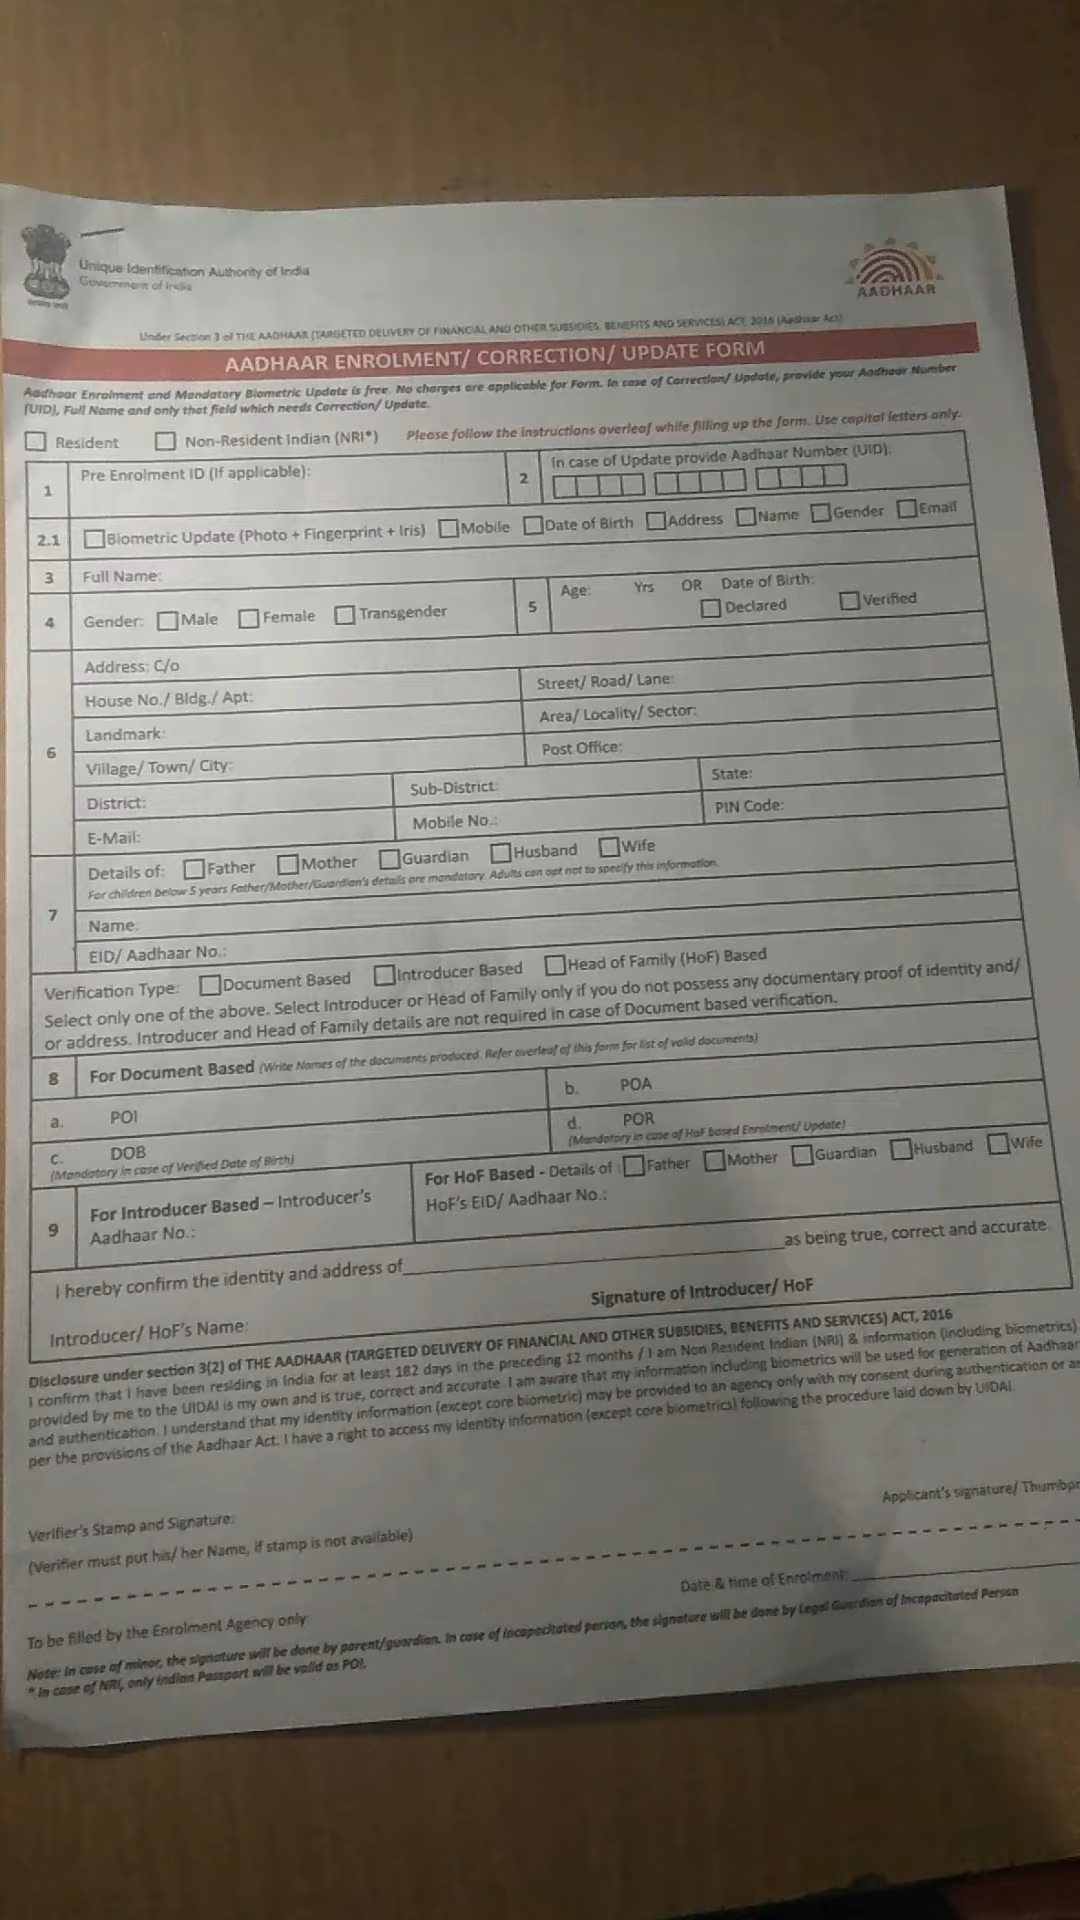 Unique Identification Authority of India
Government of India
AADHAAR
Under Section 3 of THE AADHAAR (TARGETED DELIVERY OF FINANCIAL AND OTHER SUBSIDIES, BENEFITS AND SERVICES) ACT, 2016 (Aadhaar Act)
AADHAAR ENROLMENT/ CORRECTION/ UPDATE FORM
Aadhaar Enrolment and Mandatory Biometric Update is free. No charges are applicable for Form. In case of Correction/ Update, provide your Aadhaar Number
(UID), Full Name and only that field which needs Correction/ Update.
Resident Non-Resident Indian (NRI*) Please follow the instructions overleaf while filling up the form. Use capital letters only.
1 Pre Enrolment ID (If applicable): 2 In case of Update provide Aadhaar Number (UID):
2.1 Biometric Update (Photo + Fingerprint + Iris) Mobile Date of Birth Address Name Gender Email
3 Full Name:
4 Gender: Male Female Transgender 5 Age: Yrs OR Date of Birth:
Declared Verified
6 Address: C/o
House No./ Bldg./ Apt: Street/ Road/ Lane:
Landmark: Area/ Locality/ Sector:
Village/ Town/ City: Post Office:
District: Sub-District: State:
E-Mail: Mobile No.: PIN Code:
7 Details of: Father Mother Guardian Husband Wife
For children below 5 years Father/Mother/Guardian's details are mandatory. Adults can opt not to specify this information.
Name:
EID/ Aadhaar No.:
Verification Type: Document Based Introducer Based Head of Family (HoF) Based
Select only one of the above. Select Introducer or Head of Family only if you do not possess any documentary proof of identity and/
or address. Introducer and Head of Family details are not required in case of Document based verification.
8 For Document Based (Write Names of the documents produced. Refer overleaf of this form for list of valid documents)
a. POI b. POA
c. DOB d. POR
(Mandatory in case of Verified Date of Birth) (Mandatory in case of HoF based Enrolment/ Update)
9 For Introducer Based – Introducer's
Aadhaar No.:
For HoF Based - Details of : Father Mother Guardian Husband Wife
HoF's EID/ Aadhaar No.:
I hereby confirm the identity and address of as being true, correct and accurate.
Introducer/ HoF's Name: Signature of Introducer/ HoF
Disclosure under section 3(2) of THE AADHAAR (TARGETED DELIVERY OF FINANCIAL AND OTHER SUBSIDIES, BENEFITS AND SERVICES) ACT, 2016
I confirm that I have been residing in India for at least 182 days in the preceding 12 months / I am Non Resident Indian (NRI) & information (including biometrics)
provided by me to the UIDAI is my own and is true, correct and accurate. I am aware that my information including biometrics will be used for generation of Aadhaar
and authentication. I understand that my identity information (except core biometric) may be provided to an agency only with my consent during authentication or as
per the provisions of the Aadhaar Act. I have a right to access my identity information (except core biometrics) following the procedure laid down by UIDAI.
Verifier's Stamp and Signature: Applicant's signature/ Thumbpr
(Verifier must put his/ her Name, if stamp is not available)
To be filled by the Enrolment Agency only: Date & time of Enrolment:
Note: In case of minor, the signature will be done by parent/guardian. In case of incapacitated person, the signature will be done by Legal Guardian of Incapacitated Person
* In case of NRI, only Indian Passport will be valid as POI.